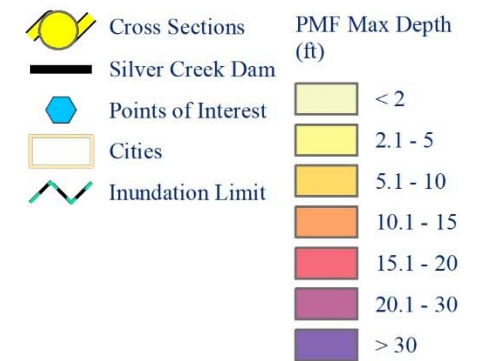 Cross Sections
Silver Creek Dam
Points of Interest
Cities
Inundation Limit
PMF Max Depth
(ft)
< 2
2.1 - 5
5.1 - 10
10.1 - 15
15.1 - 20
20.1 - 30
> 30